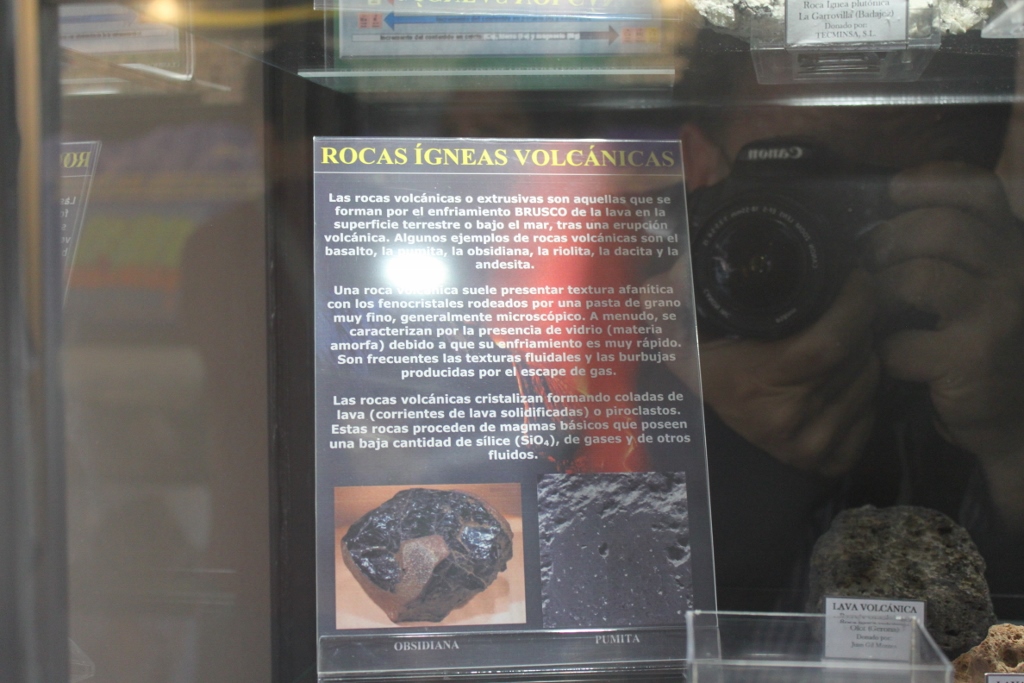 Roca Ígnea plutónica
La Garrovilla (Badajoz)
Donado por
TECMINSA, S.L.
Canon
ROCAS ÍGNEAS VOLCÁNICAS
Las rocas volcánicas o extrusivas son aquellas que se
forman por el enfriamiento BRUSCO de la lava en la
superficie terrestre o bajo el mar, tras una erupción
volcánica. Algunos ejemplos de rocas volcánicas son el
basalto, la pumita, la obsidiana, la riolita, la dacita y la
andesita.
Una roca volcánica suele presentar textura afanítica
con los fenocristales rodeados por una pasta de grano
muy fino, generalmente microscópico. A menudo, se
caracterizan por la presencia de vidrio (materia
amorfa) debido a que su enfriamiento es muy rápido.
Son frecuentes las texturas fluidales y las burbujas
producidas por el escape de gas.
Las rocas volcánicas cristalizan formando coladas de
lava (corrientes de lava solidificadas) o piroclastos.
Estas rocas proceden de magmas básicos que poseen
una baja cantidad de sílice (SiO₄), de gases y de otros
fluidos.
OBSIDIANA
PUMITA
LAVA VOLCÁNICA
Donado por